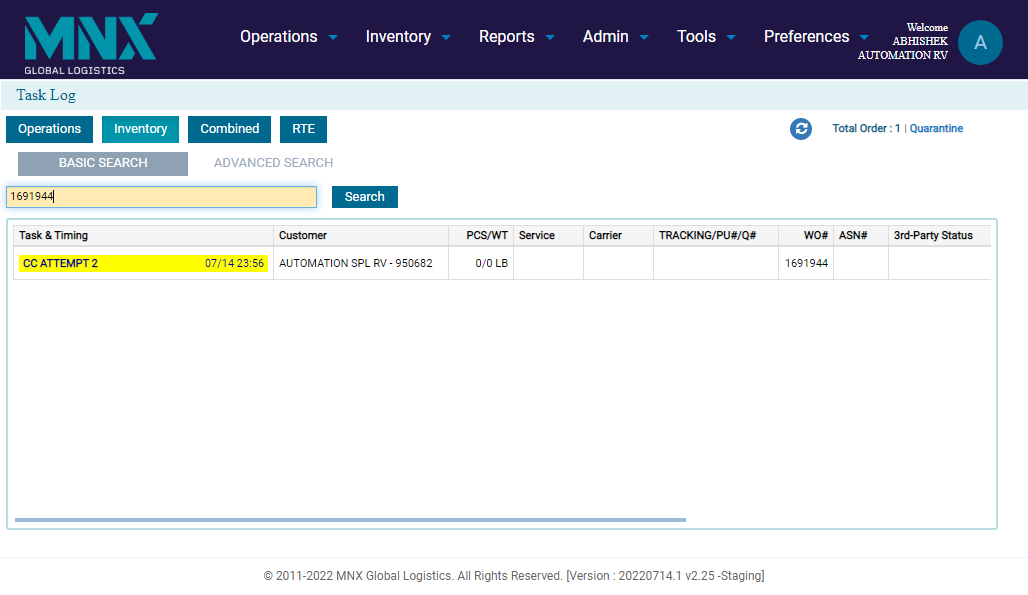 MNX
GLOBAL LOGISTICS
Operations Inventory Reports Admin Tools Preferences
Welcome
ABHISHEK
AUTOMATION RV
A
Task Log
Operations Inventory Combined RTE
Total Order : 1 | Quarantine
BASIC SEARCH ADVANCED SEARCH
1691944 Search
Task & Timing Customer PCS/WT Service Carrier TRACKING/PU#/Q# WO# ASN# 3rd-Party Status
CC ATTEMPT 2 07/14 23:56 AUTOMATION SPL RV - 950682 0/0 LB 1691944
© 2011-2022 MNX Global Logistics. All Rights Reserved. [Version : 20220714.1 v2.25 -Staging]